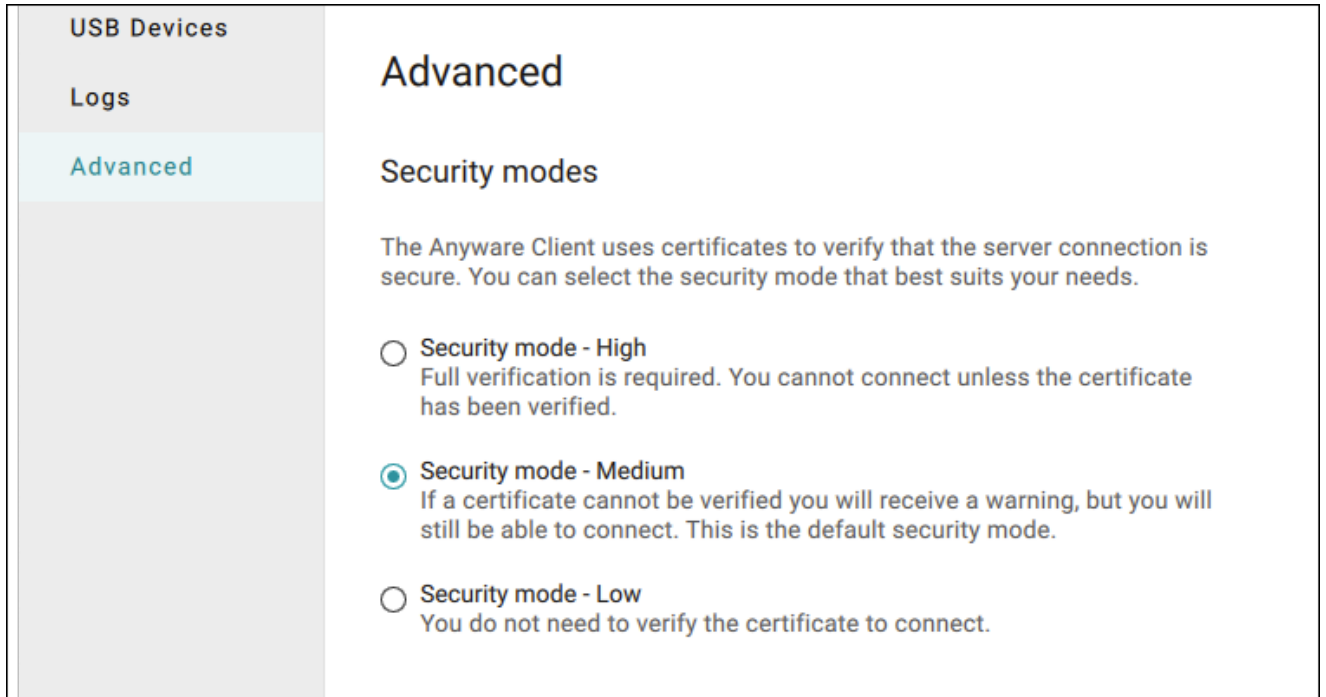 USB Devices
Logs
Advanced
Advanced
Security modes
The Anyware Client uses certificates to verify that the server connection is
secure. You can select the security mode that best suits your needs.
Security mode - High
Full verification is required. You cannot connect unless the certificate
has been verified.
Security mode - Medium
If a certificate cannot be verified you will receive a warning, but you will
still be able to connect. This is the default security mode.
Security mode - Low
You do not need to verify the certificate to connect.